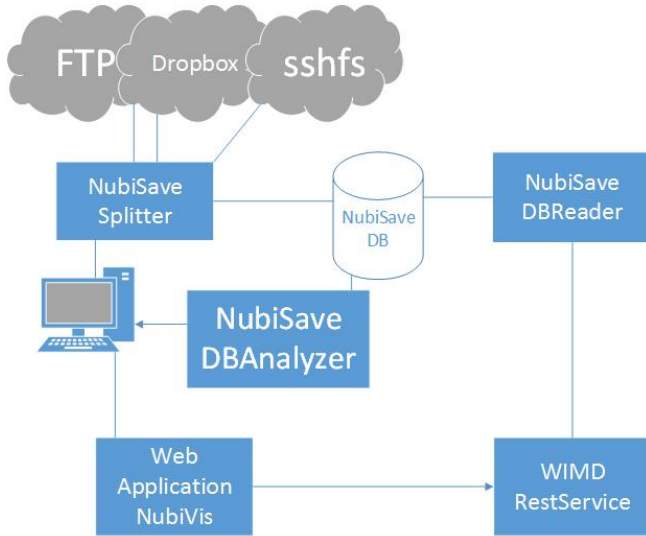 FTP
Dropbox
sshfs
NubiSave
Splitter
NubiSave
DB
NubiSave
DBReader
NubiSave
DBAnalyzer
Web
Application
NubiVis
WIMD
RestService